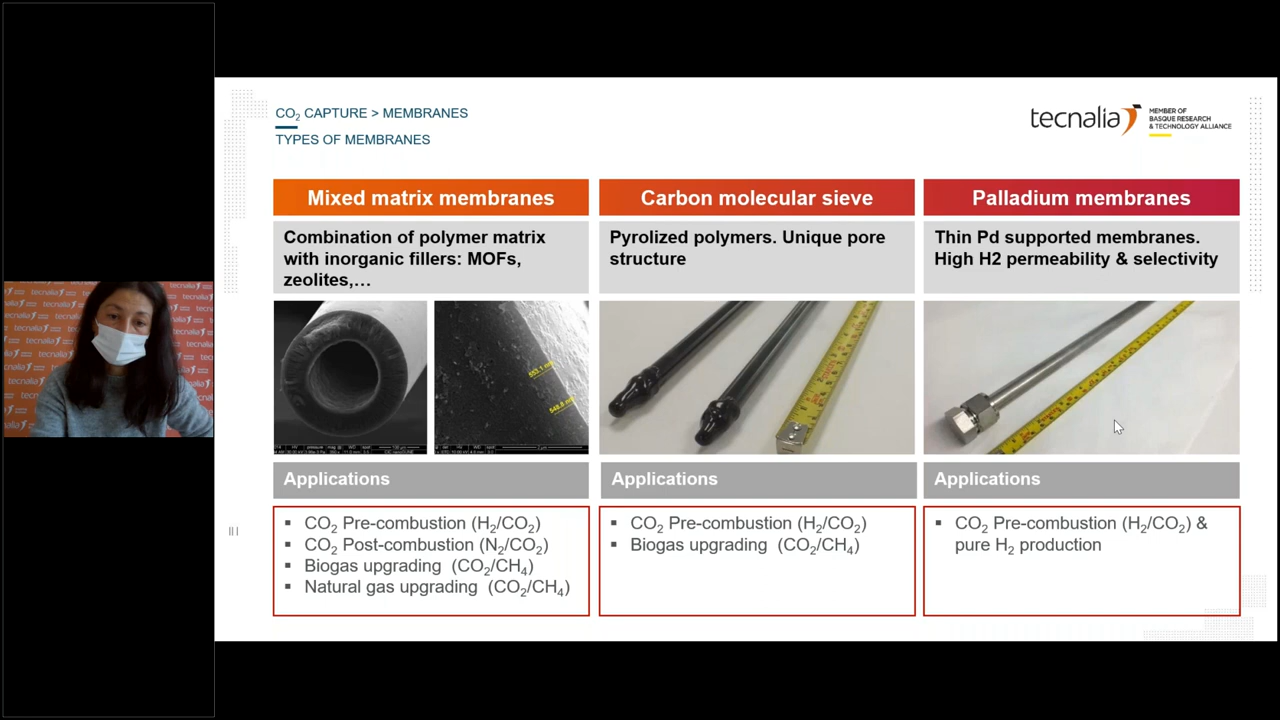 CO₂ CAPTURE > MEMBRANES
TYPES OF MEMBRANES
tecnalia
MEMBER OF
BASQUE RESEARCH
& TECHNOLOGY ALLIANCE
Mixed matrix membranes
Carbon molecular sieve
Palladium membranes
Combination of polymer matrix
with inorganic fillers: MOFs,
zeolites,...
Pyrolized polymers. Unique pore
structure
Thin Pd supported membranes.
High H2 permeability & selectivity
Applications
Applications
Applications
▪ CO₂ Pre-combustion (H₂/CO₂)
▪ CO₂ Post-combustion (N₂/CO₂)
▪ Biogas upgrading (CO₂/CH₄)
▪ Natural gas upgrading (CO₂/CH₄)
▪ CO₂ Pre-combustion (H₂/CO₂)
▪ Biogas upgrading (CO₂/CH₄)
▪ CO₂ Pre-combustion (H₂/CO₂) &
pure H₂ production
tecnalia